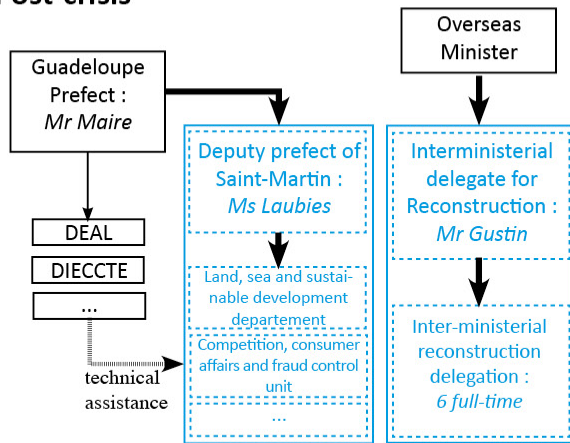 Post-crisis
Overseas
Minister
Guadeloupe
Prefect :
Mr Maire
Deputy prefect of
Saint-Martin :
Ms Laubies
Interministerial
delegate for
Reconstruction :
Mr Gustin
DEAL
DIECCTE
...
Land, sea and sustai-
nable development
departement
Competition, consumer
affairs and fraud control
unit
...
Inter-ministerial
reconstruction
delegation :
6 full-time
technical
assistance